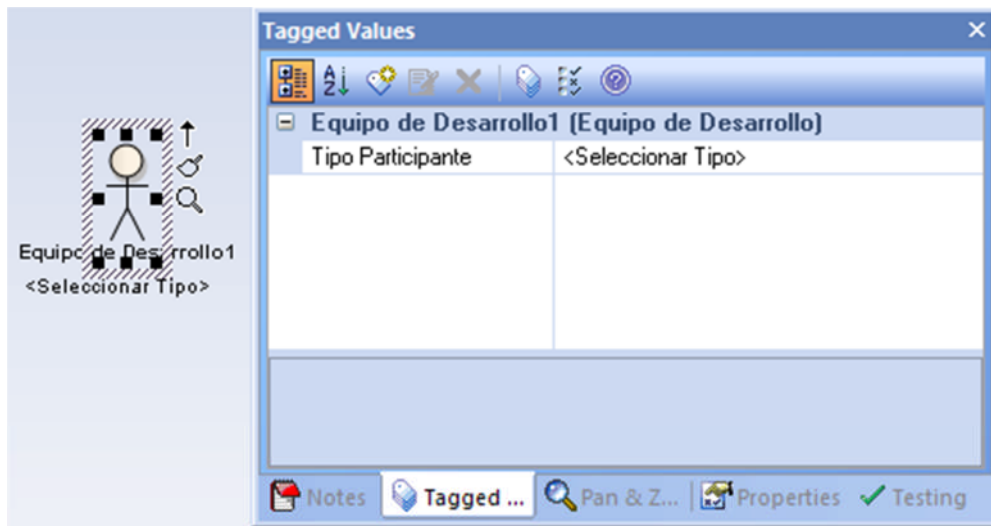 Equipo de Desarrollo1
<Seleccionar Tipo>
Tagged Values
Equipo de Desarrollo1 (Equipo de Desarrollo)
Tipo Participante <Seleccionar Tipo>
Notes Tagged ... Pan & Z... Properties Testing